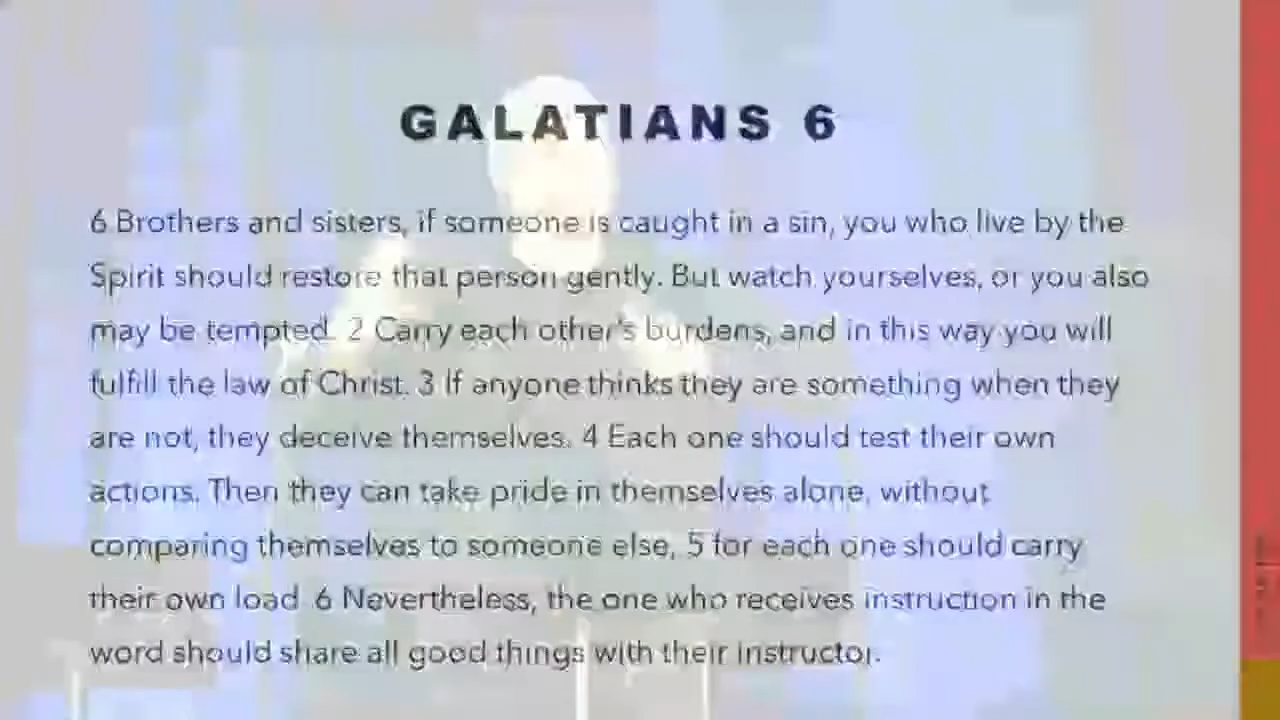 GALATIANS 6
6 Brothers and sisters, if someone is caught in a sin, you who live by the
Spirit should restore that person gently. But watch yourselves, or you also
may be tempted. 2 Carry each other's burdens, and in this way you will
fulfill the law of Christ. 3 If anyone thinks they are something when they
are not, they deceive themselves. 4 Each one should test their own
actions. Then they can take pride in themselves alone, without
comparing themselves to someone else, 5 for each one should carry
their own load. 6 Nevertheless, the one who receives instruction in the
word should share all good things with their instructor.